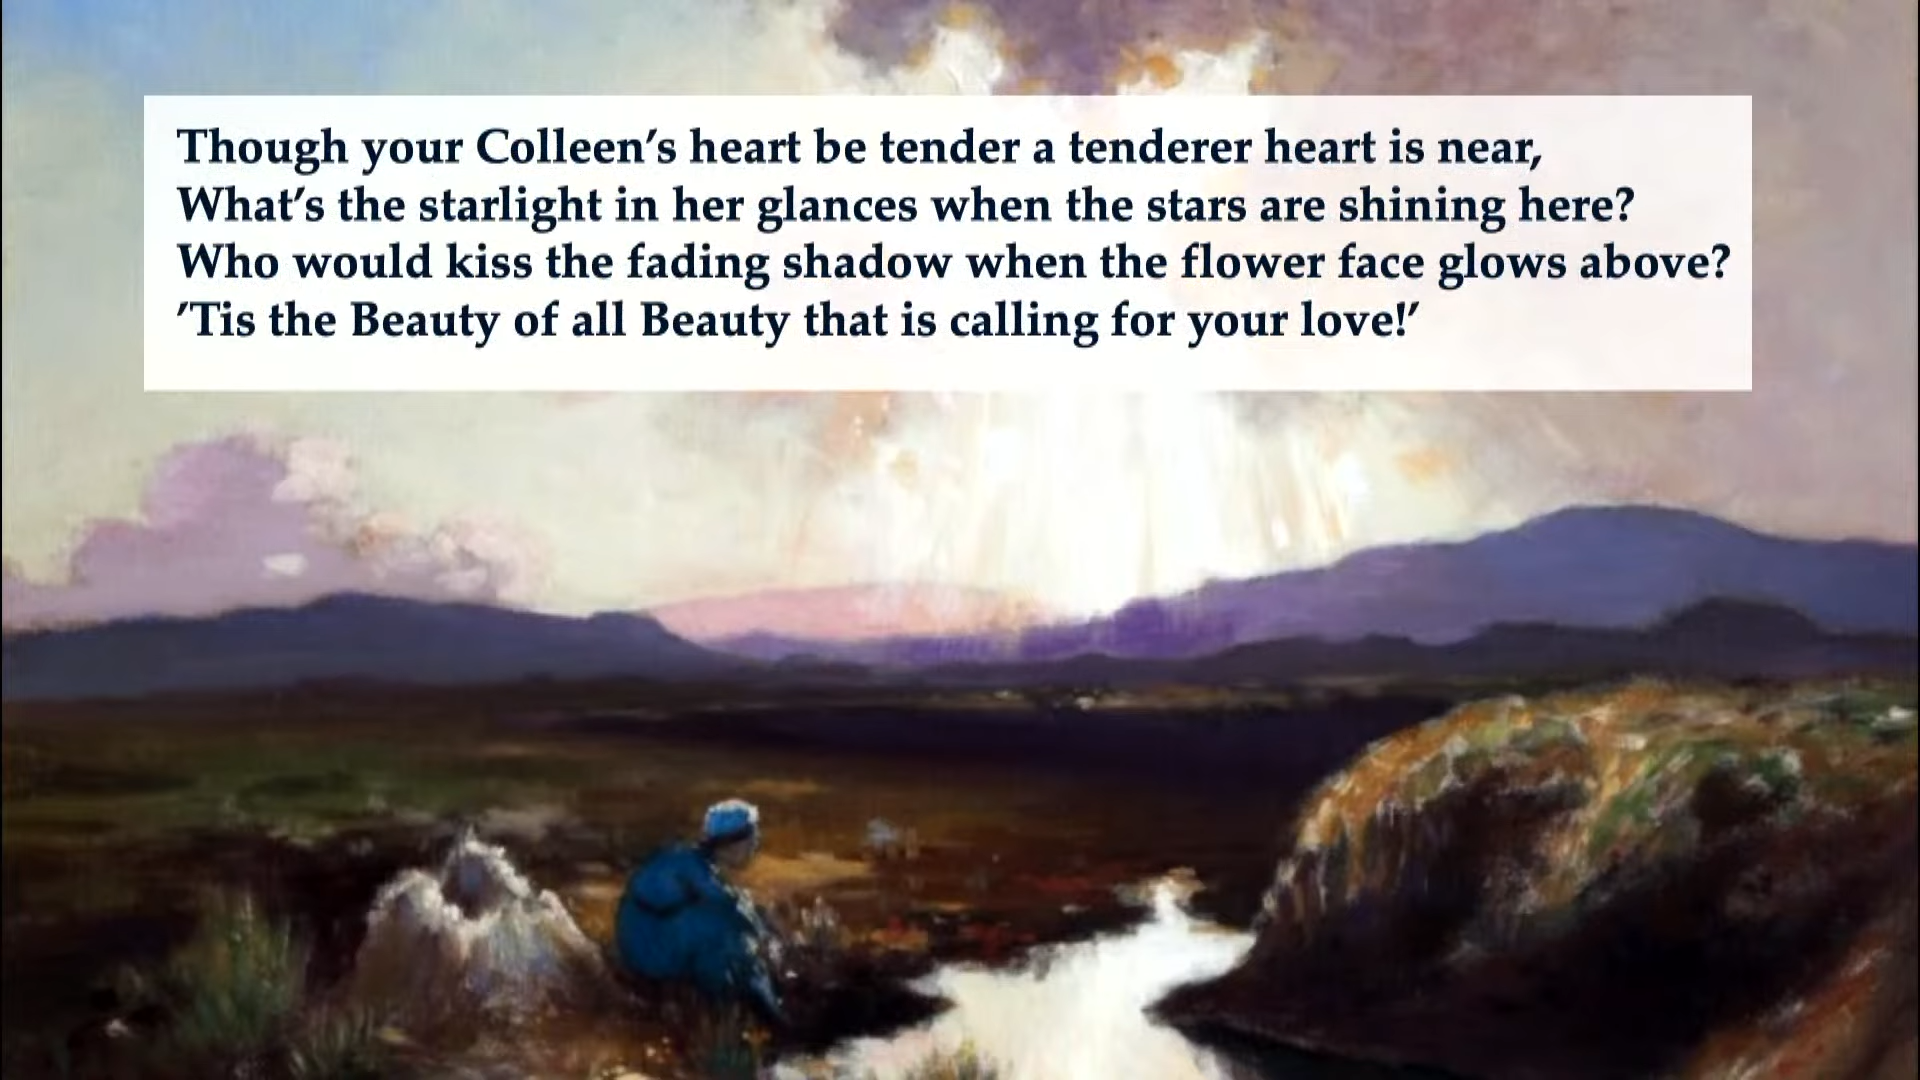 Though your Colleen’s heart be tender a tenderer heart is near,
What’s the starlight in her glances when the stars are shining here?
Who would kiss the fading shadow when the flower face glows above?
’Tis the Beauty of all Beauty that is calling for your love!’